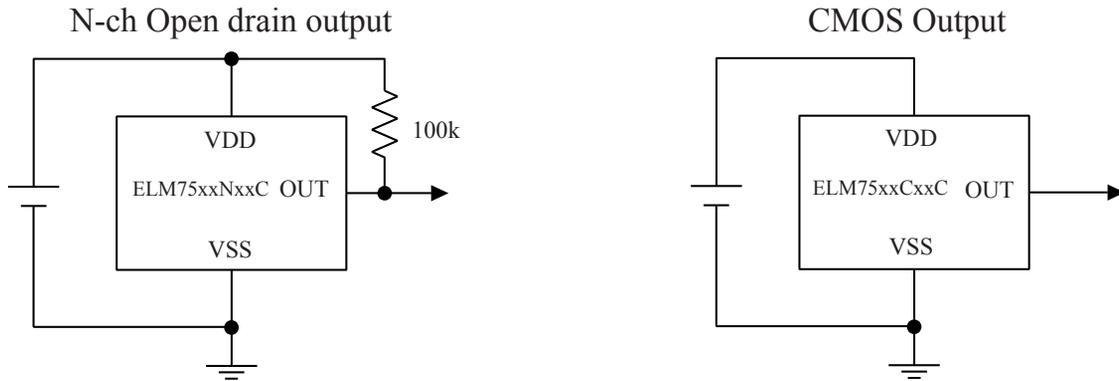 N-ch Open drain output
VDD
100k
ELM75xxNxxC OUT
VSS
CMOS Output
VDD
ELM75xxCxxC OUT
VSS